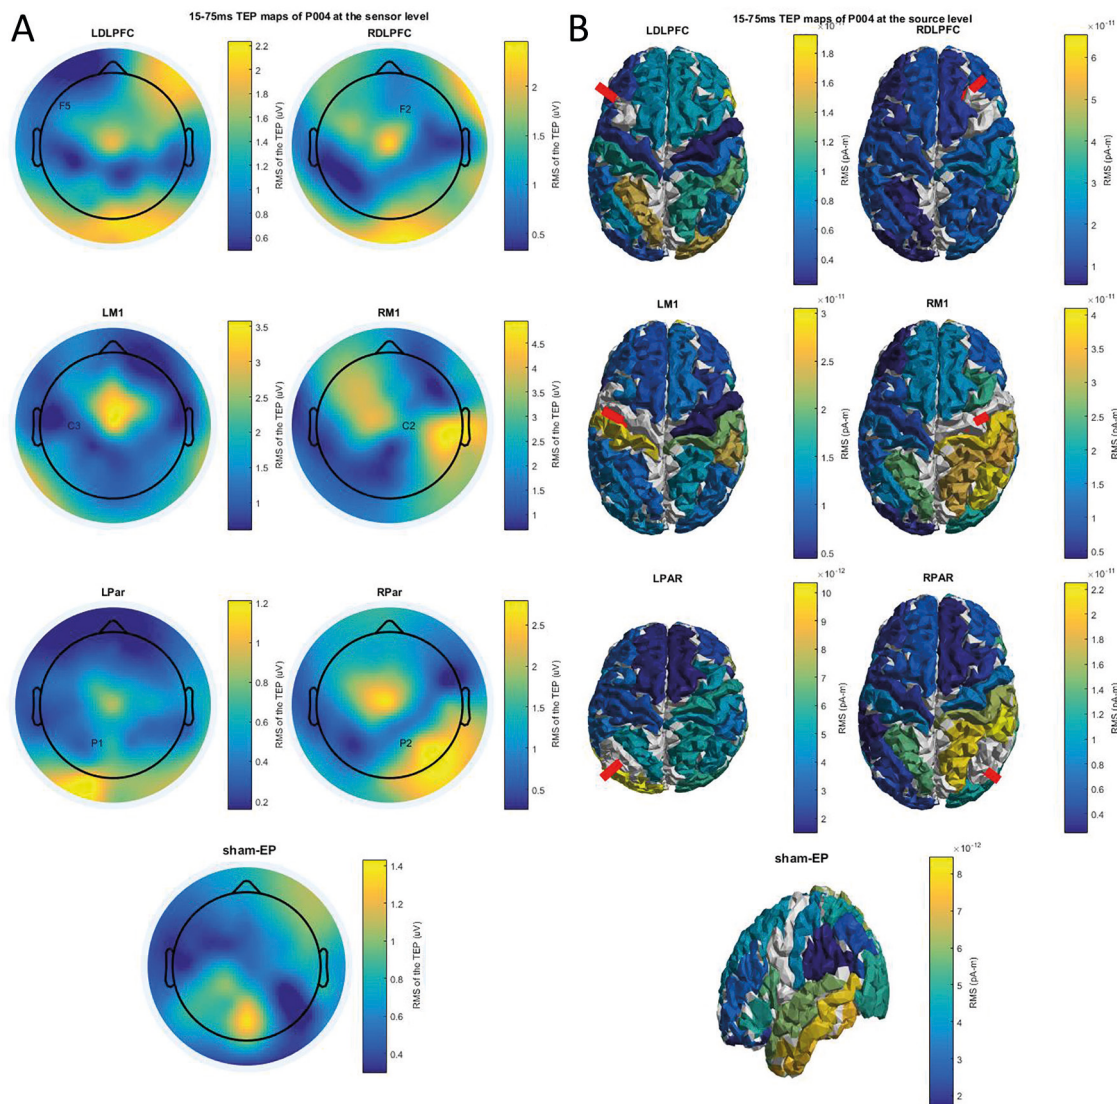 A
15-75ms TEP maps of P004 at the sensor level
LDLPFC
RDLPFC
F5
F2
2.2
2
1.8
1.6
1.4
1.2
1
0.8
0.6
RMS of the TEP (uV)
2
1.5
1
0.5
RMS of the TEP (uV)
LM1
RM1
C3
C2
3.5
3
2.5
2
1.5
1
RMS of the TEP (uV)
4.5
4
3.5
3
2.5
2
1.5
1
RMS of the TEP (uV)
LPar
RPar
P1
P2
1.2
1
0.8
0.6
0.4
0.2
RMS of the TEP (uV)
2.5
2
1.5
1
0.5
RMS of the TEP (uV)
sham-EP
1.4
1.2
1
0.8
0.6
0.4
RMS of the TEP (uV)
B
15-75ms TEP maps of P004 at the source level
LDLPFC
RDLPFC
1.8
1.6
1.4
1.2
1
0.8
0.6
0.4
RMS (pA-m)
×10⁻¹¹
6
5
4
3
2
1
RMS (pA-m)
LM1
RM1
×10⁻¹¹
3
2.5
2
1.5
1
0.5
RMS (pA-m)
×10⁻¹¹
4
3.5
3
2.5
2
1.5
1
0.5
RMS (pA-m)
LPAR
RPAR
×10⁻¹²
10
9
8
7
6
5
4
3
2
RMS (pA-m)
×10⁻¹¹
2.2
2
1.8
1.6
1.4
1.2
1
0.8
0.6
0.4
RMS (pA-m)
sham-EP
×10⁻¹²
8
7
6
5
4
3
2
RMS (pA-m)